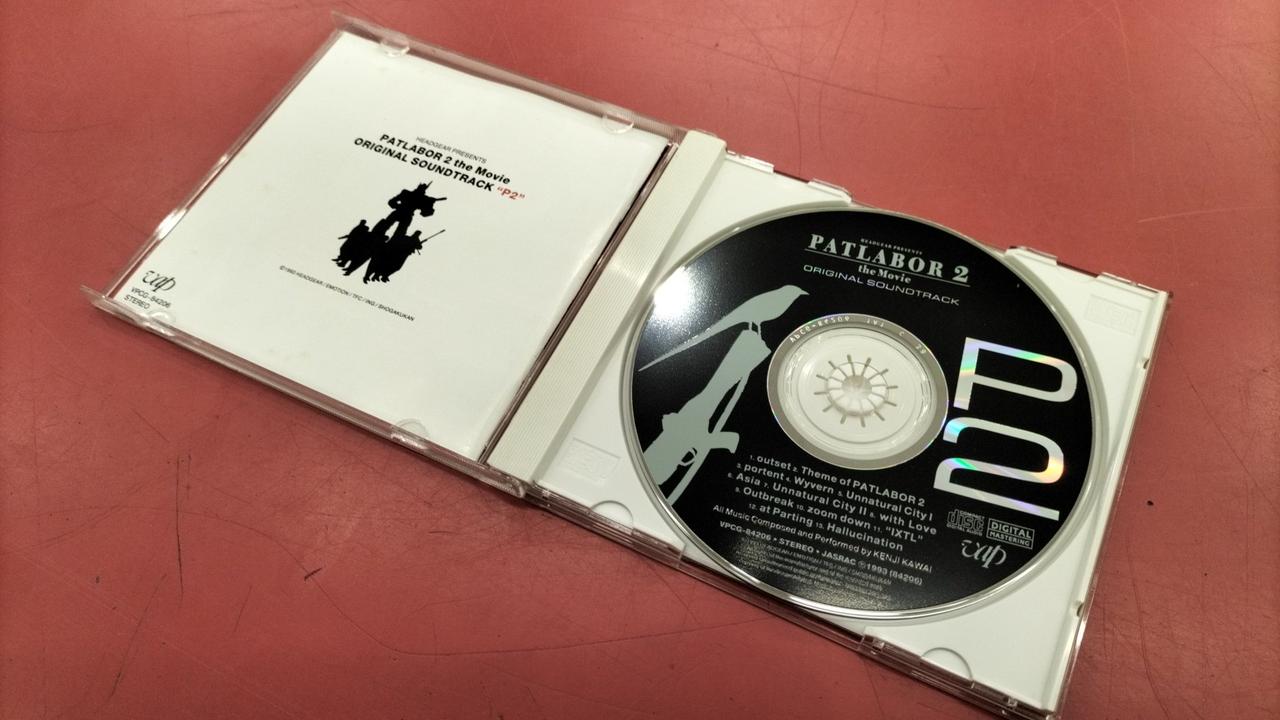 HEADGEAR PRESENTS
PATLABOR 2 the Movie
ORIGINAL SOUNDTRACK "P2"
©1993 HEADGEAR / EMOTION / TFC / ING / SHOGAKUKAN
vap
VPCG-84206
STEREO
HEADGEAR PRESENTS
PATLABOR 2
the Movie
ORIGINAL SOUNDTRACK
P
2
1. outset 2. Theme of PATLABOR 2
3. portent 4. Wyvern 5. Unnatural City I
6. Asia 7. Unnatural City II 8. with Love
9. Outbreak 10. zoom down 11. "IXTL"
12. at Parting 13. Hallucination
All Music Composed and Performed by KENJI KAWAI
VPCG-84206 • STEREO • JASRAC ℗1993 (84206)
COMPACT
disc
DIGITAL AUDIO
DIGITAL
MASTERING
vap